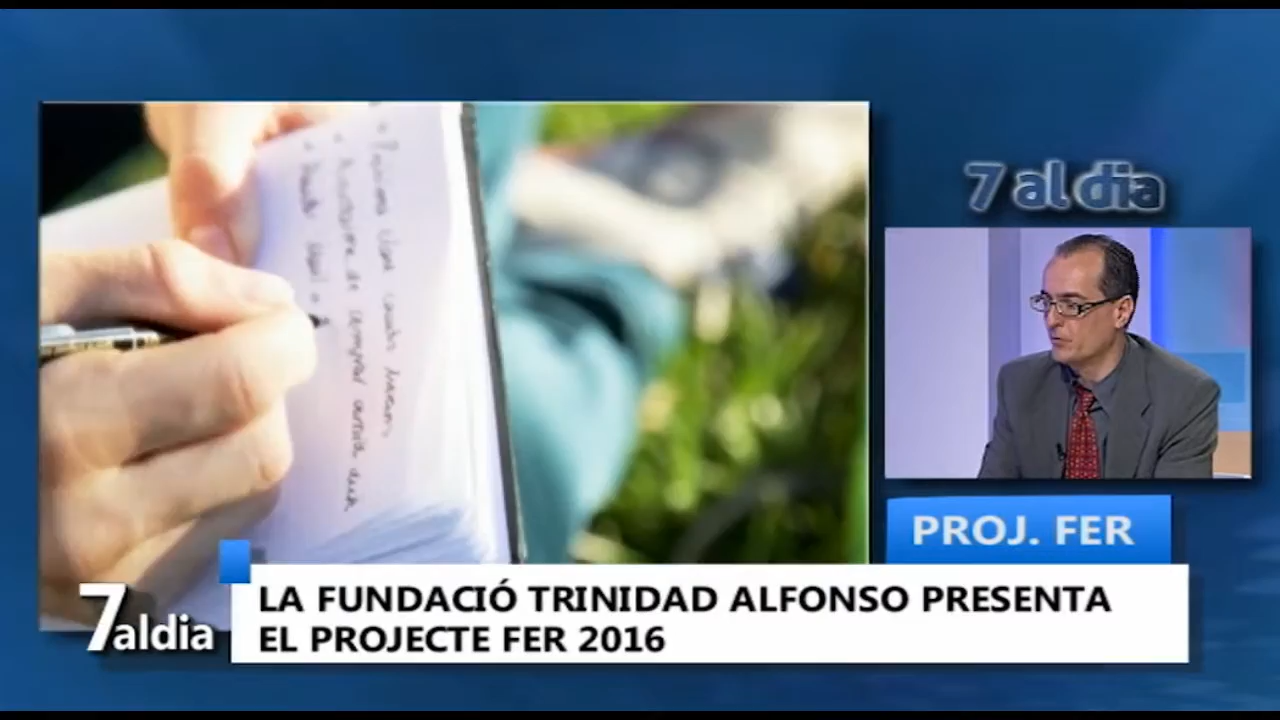 7 al dia
PROJ. FER
LA FUNDACIÓ TRINIDAD ALFONSO PRESENTA
EL PROJECTE FER 2016
7aldia